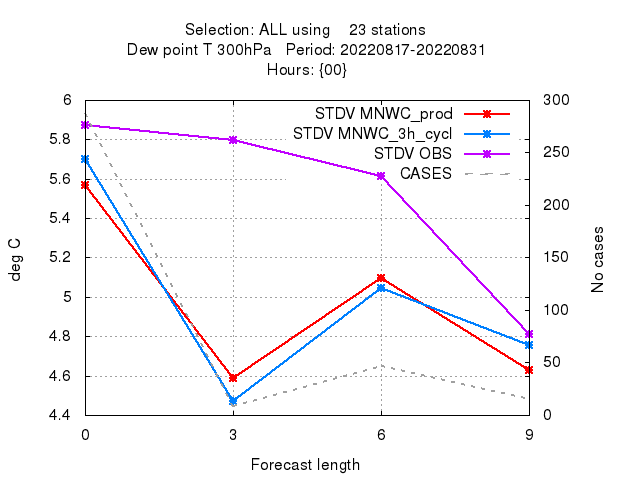 Selection: ALL using 23 stations
Dew point T 300hPa Period: 20220817-20220831
Hours: {00}
STDV MNWC_prod
STDV MNWC_3h_cycl
STDV OBS
CASES
6
5.8
5.6
5.4
5.2
5
4.8
4.6
4.4
deg C
300
250
200
150
100
50
0
No cases
0 3 6 9
Forecast length